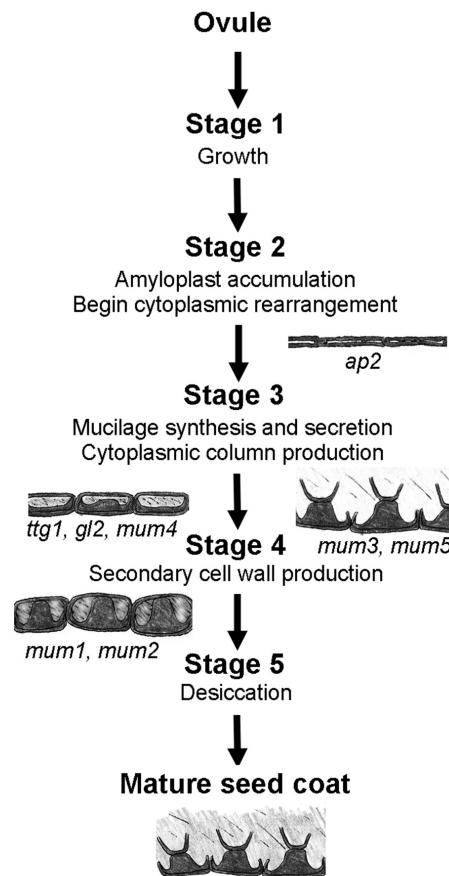 Ovule
Stage 1
Growth
Stage 2
Amyloplast accumulation
Begin cytoplasmic rearrangement
ap2
Stage 3
Mucilage synthesis and secretion
Cytoplasmic column production
ttg1, gl2, mum4
mum3, mum5
Stage 4
Secondary cell wall production
mum1, mum2
Stage 5
Desiccation
Mature seed coat